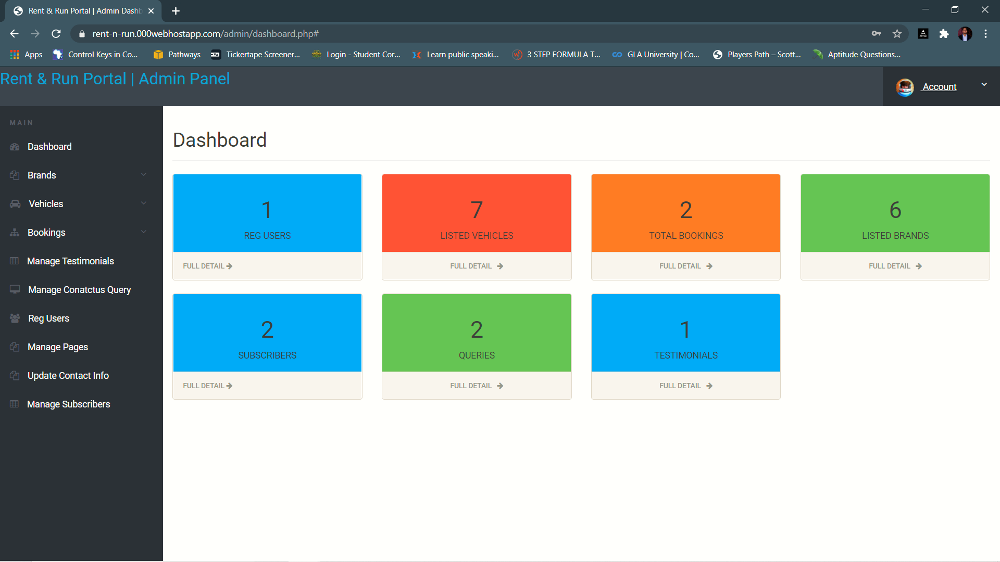 Rent & Run Portal | Admin Dashb
rent-n-run.000webhostapp.com/admin/dashboard.php#
Apps Control Keys in Co... Pathways Tickertape Screener... Login - Student Cor... Learn public speaki... 3 STEP FORMULA T... GLA University | Co... Players Path – Scott... Aptitude Questions...
Rent & Run Portal | Admin Panel
Account
MAIN
Dashboard
Brands
Vehicles
Bookings
Manage Testimonials
Manage Conatctus Query
Reg Users
Manage Pages
Update Contact Info
Manage Subscribers
Dashboard
1
REG USERS
FULL DETAIL
7
LISTED VEHICLES
FULL DETAIL
2
TOTAL BOOKINGS
FULL DETAIL
6
LISTED BRANDS
FULL DETAIL
2
SUBSCRIBERS
FULL DETAIL
2
QUERIES
FULL DETAIL
1
TESTIMONIALS
FULL DETAIL